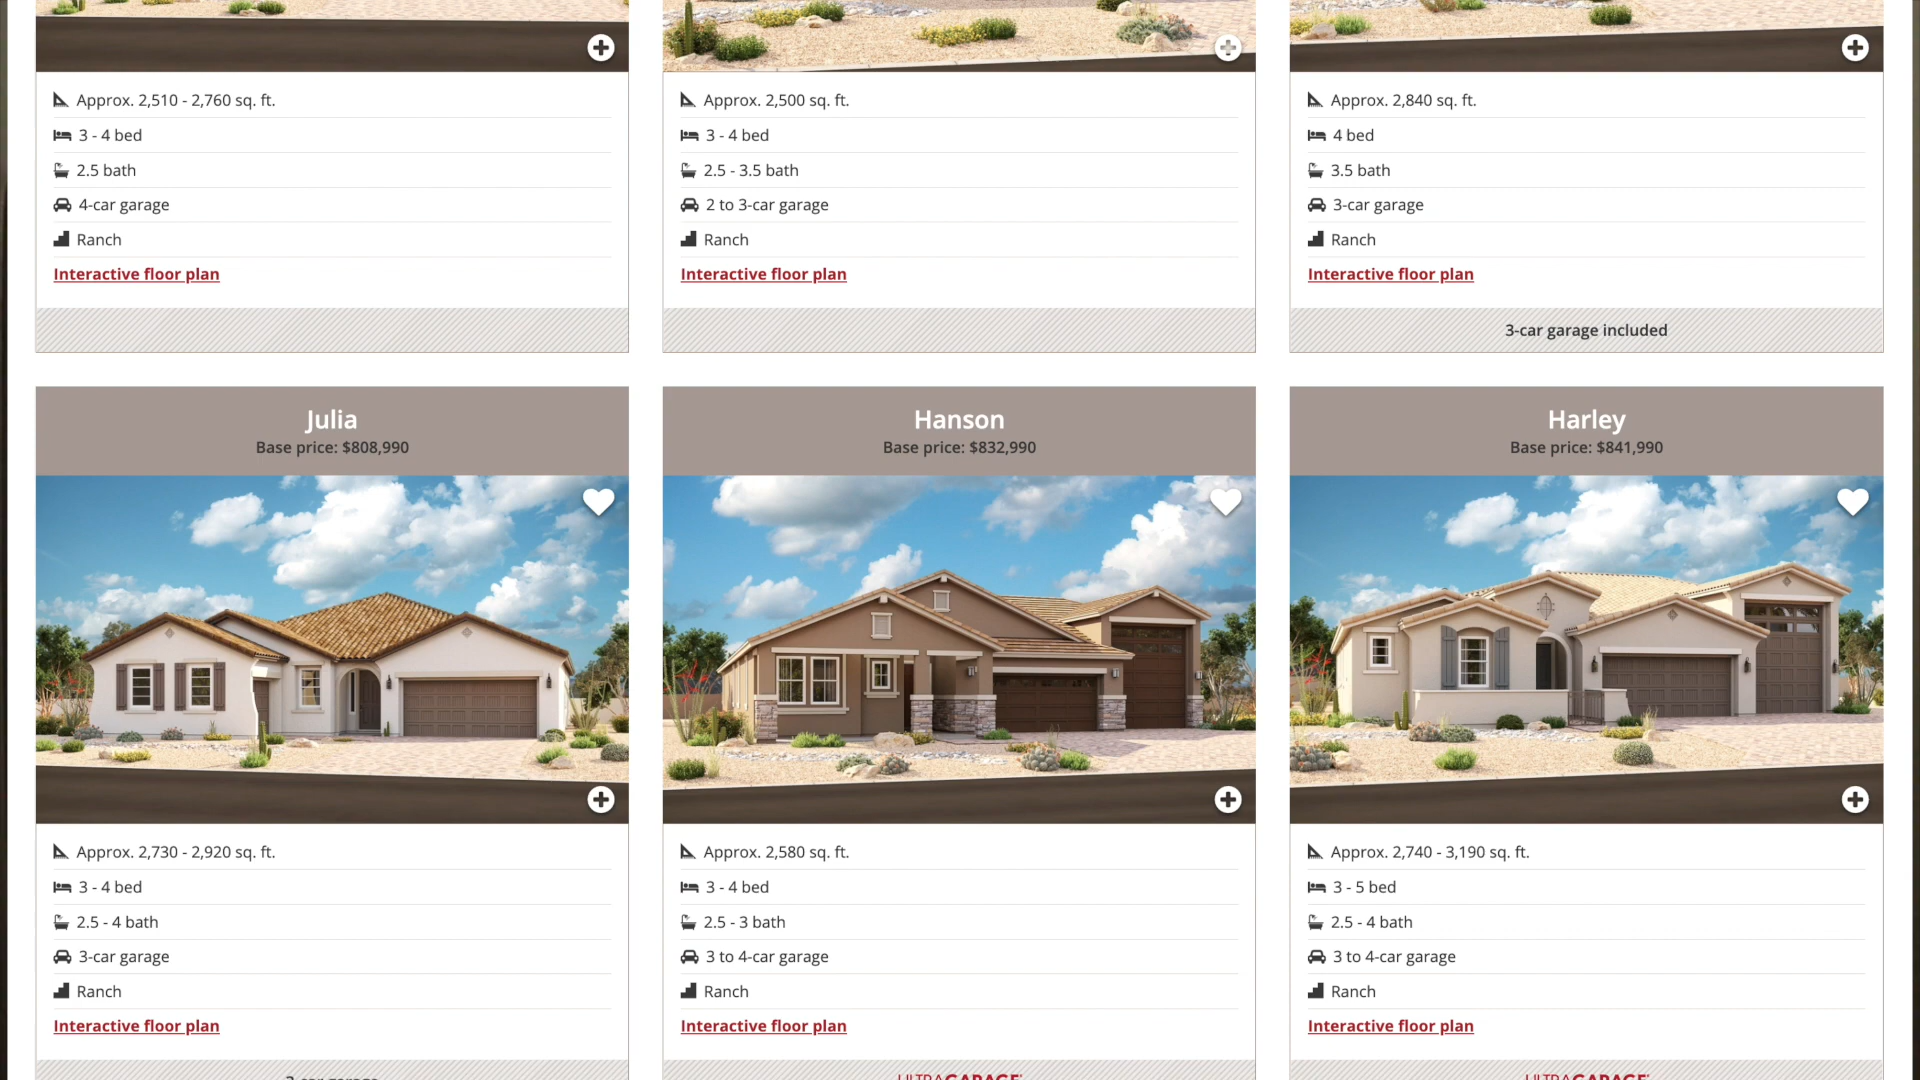 Approx. 2,510 - 2,760 sq. ft.
3 - 4 bed
2.5 bath
4-car garage
Ranch
Interactive floor plan
Approx. 2,500 sq. ft.
3 - 4 bed
2.5 - 3.5 bath
2 to 3-car garage
Ranch
Interactive floor plan
Approx. 2,840 sq. ft.
4 bed
3.5 bath
3-car garage
Ranch
Interactive floor plan
3-car garage included
Julia
Base price: $808,990
Approx. 2,730 - 2,920 sq. ft.
3 - 4 bed
2.5 - 4 bath
3-car garage
Ranch
Interactive floor plan
Hanson
Base price: $832,990
Approx. 2,580 sq. ft.
3 - 4 bed
2.5 - 3 bath
3 to 4-car garage
Ranch
Interactive floor plan
ULTRAGARAGE
Harley
Base price: $841,990
Approx. 2,740 - 3,190 sq. ft.
3 - 5 bed
2.5 - 4 bath
3 to 4-car garage
Ranch
Interactive floor plan
ULTRAGARAGE